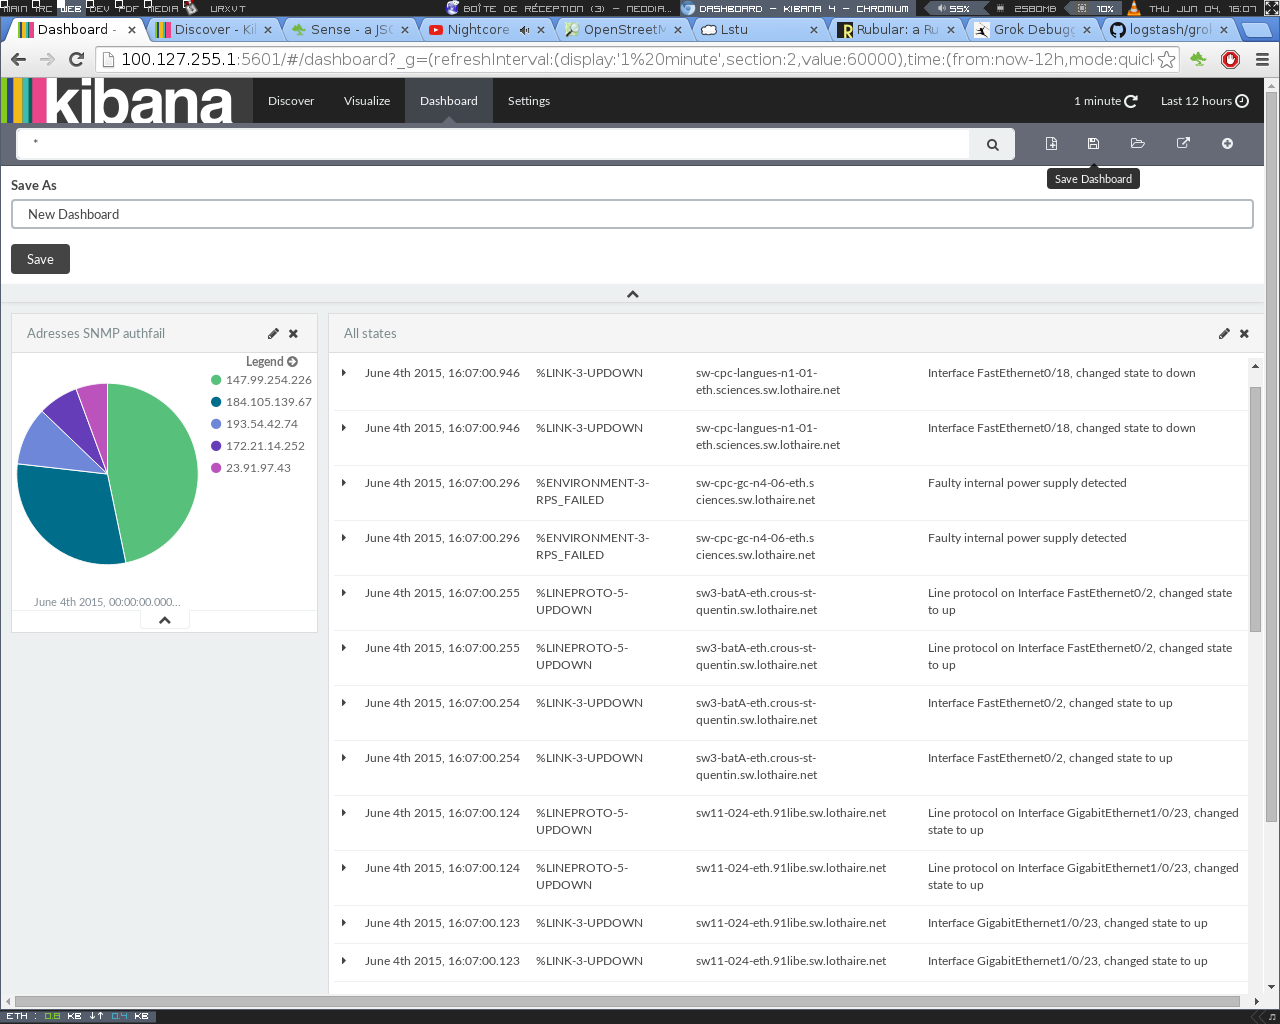 MAIN ARC WEB DEV PDF MEDIA URXVT BOÎTE DE RÉCEPTION (3) – NEODIA... DASHBOARD – KIBANA 4 – CHROMIUM 55% 2580MB 10% THU JUN 04, 16:07
Dashboard - Discover - Ki Sense - a JSO Nightcore OpenStreetM Lstu Rubular: a Ru Grok Debugg logstash/grol
100.127.255.1:5601/#/dashboard?_g=(refreshInterval:(display:'1%20minute',section:2,value:60000),time:(from:now-12h,mode:quick
kibana Discover Visualize Dashboard Settings 1 minute Last 12 hours
*
Save Dashboard
Save As
New Dashboard
Save
Adresses SNMP authfail
Legend
147.99.254.226
184.105.139.67
193.54.42.74
172.21.14.252
23.91.97.43
June 4th 2015, 00:00:00.000...
All states
June 4th 2015, 16:07:00.946 %LINK-3-UPDOWN sw-cpc-langues-n1-01- Interface FastEthernet0/18, changed state to down
eth.sciences.sw.lothaire.net
June 4th 2015, 16:07:00.946 %LINK-3-UPDOWN sw-cpc-langues-n1-01- Interface FastEthernet0/18, changed state to down
eth.sciences.sw.lothaire.net
June 4th 2015, 16:07:00.296 %ENVIRONMENT-3- sw-cpc-gc-n4-06-eth.s Faulty internal power supply detected
RPS_FAILED ciences.sw.lothaire.net
June 4th 2015, 16:07:00.296 %ENVIRONMENT-3- sw-cpc-gc-n4-06-eth.s Faulty internal power supply detected
RPS_FAILED ciences.sw.lothaire.net
June 4th 2015, 16:07:00.255 %LINEPROTO-5- sw3-batA-eth.crous-st- Line protocol on Interface FastEthernet0/2, changed state
UPDOWN quentin.sw.lothaire.net to up
June 4th 2015, 16:07:00.255 %LINEPROTO-5- sw3-batA-eth.crous-st- Line protocol on Interface FastEthernet0/2, changed state
UPDOWN quentin.sw.lothaire.net to up
June 4th 2015, 16:07:00.254 %LINK-3-UPDOWN sw3-batA-eth.crous-st- Interface FastEthernet0/2, changed state to up
quentin.sw.lothaire.net
June 4th 2015, 16:07:00.254 %LINK-3-UPDOWN sw3-batA-eth.crous-st- Interface FastEthernet0/2, changed state to up
quentin.sw.lothaire.net
June 4th 2015, 16:07:00.124 %LINEPROTO-5- sw11-024-eth.91libe.sw.lothaire.net Line protocol on Interface GigabitEthernet1/0/23, changed
UPDOWN state to up
June 4th 2015, 16:07:00.124 %LINEPROTO-5- sw11-024-eth.91libe.sw.lothaire.net Line protocol on Interface GigabitEthernet1/0/23, changed
UPDOWN state to up
June 4th 2015, 16:07:00.123 %LINK-3-UPDOWN sw11-024-eth.91libe.sw.lothaire.net Interface GigabitEthernet1/0/23, changed state to up
June 4th 2015, 16:07:00.123 %LINK-3-UPDOWN sw11-024-eth.91libe.sw.lothaire.net Interface GigabitEthernet1/0/23, changed state to up
ETH : 0.8 KB ↓↑ 0.4 KB